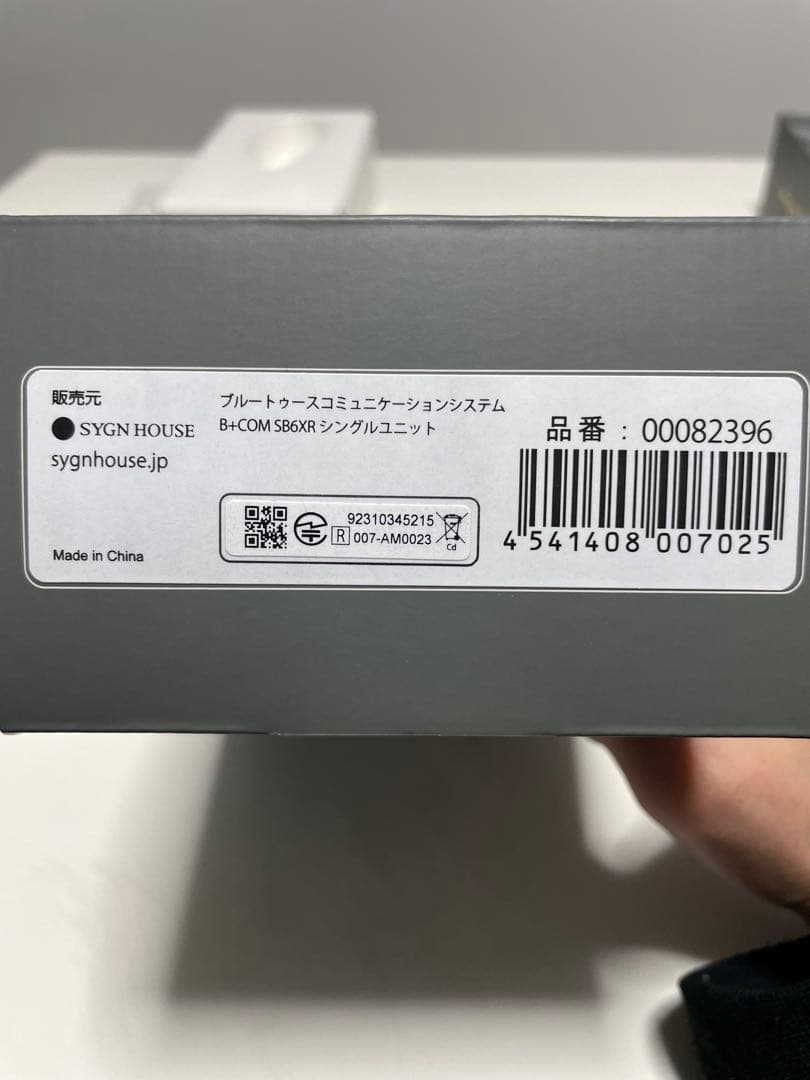 販売元
SYGN HOUSE
sygnhouse.jp
Made in China
ブルートゥースコミュニケーションシステム
B+COM SB6XR シングルユニット
92310345215
R 007-AM0023
Cd
品番 : 00082396
4 541408 007025